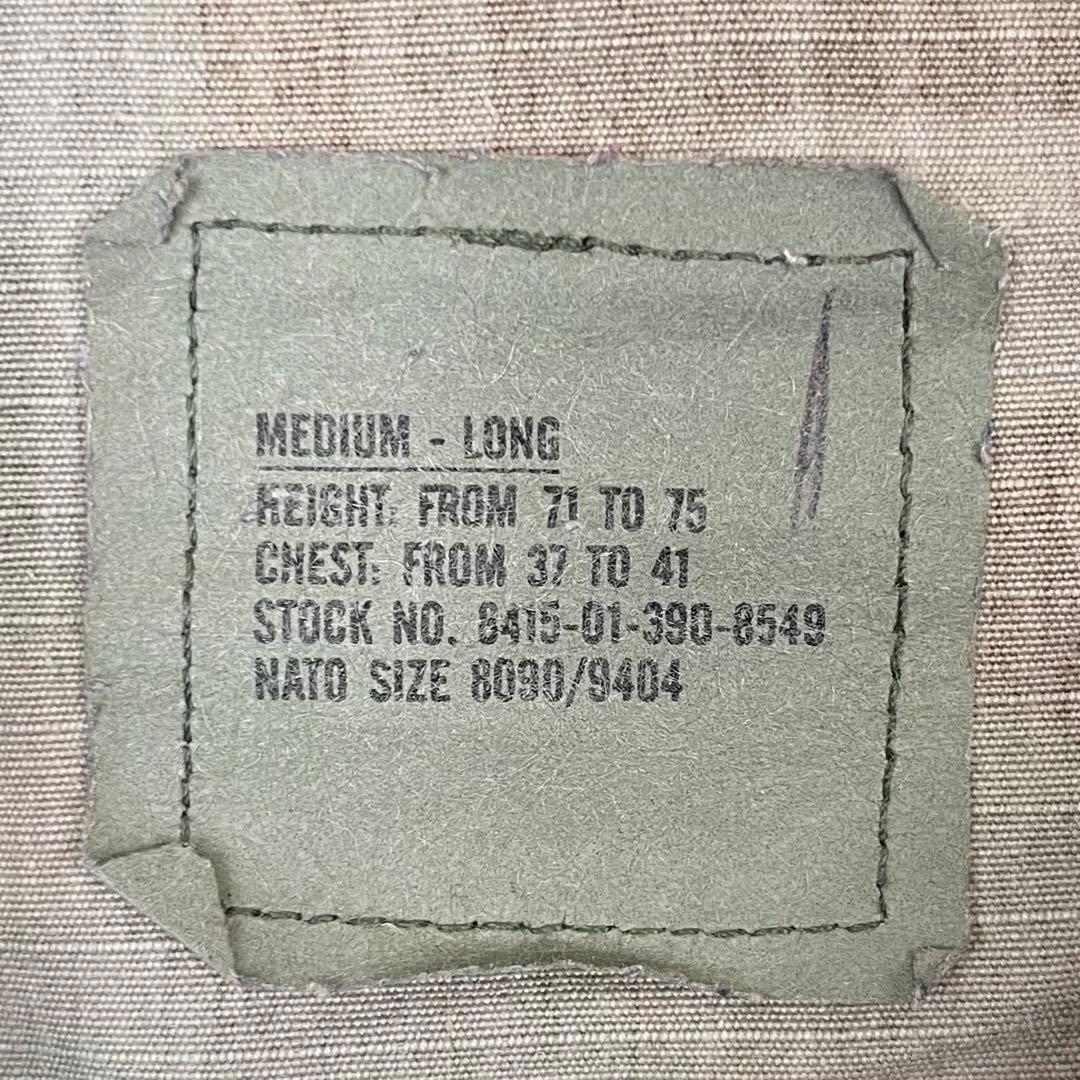 MEDIUM - LONG
HEIGHT: FROM 71 TO 75
CHEST: FROM 37 TO 41
STOCK NO. 8415-01-390-8549
NATO SIZE 8090/9404